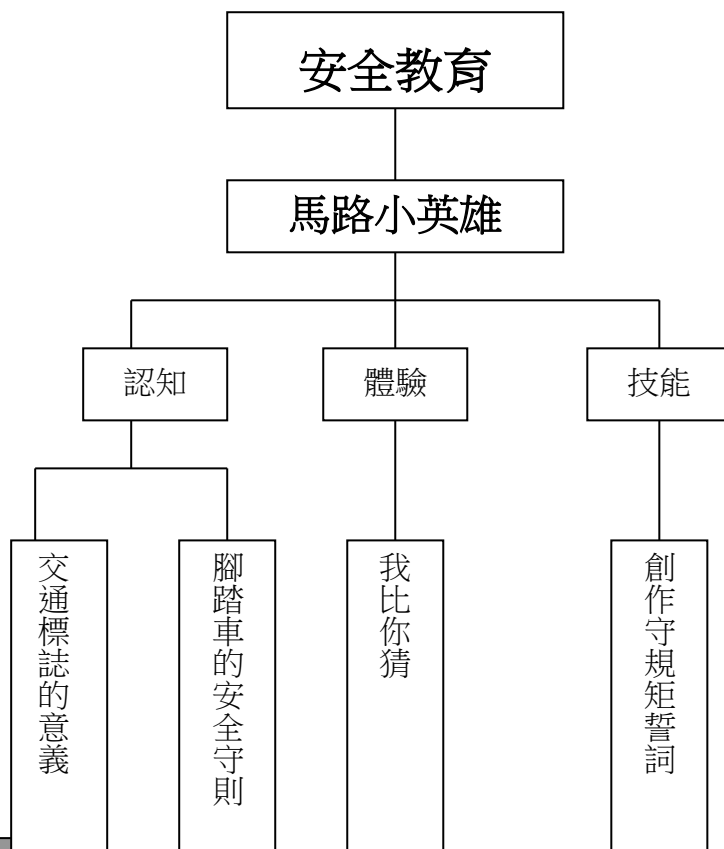 安全教育
馬路小英雄
認知
體驗
技能
交通標誌的意義
腳踏車的安全守則
我比你猜
創作守規矩誓詞